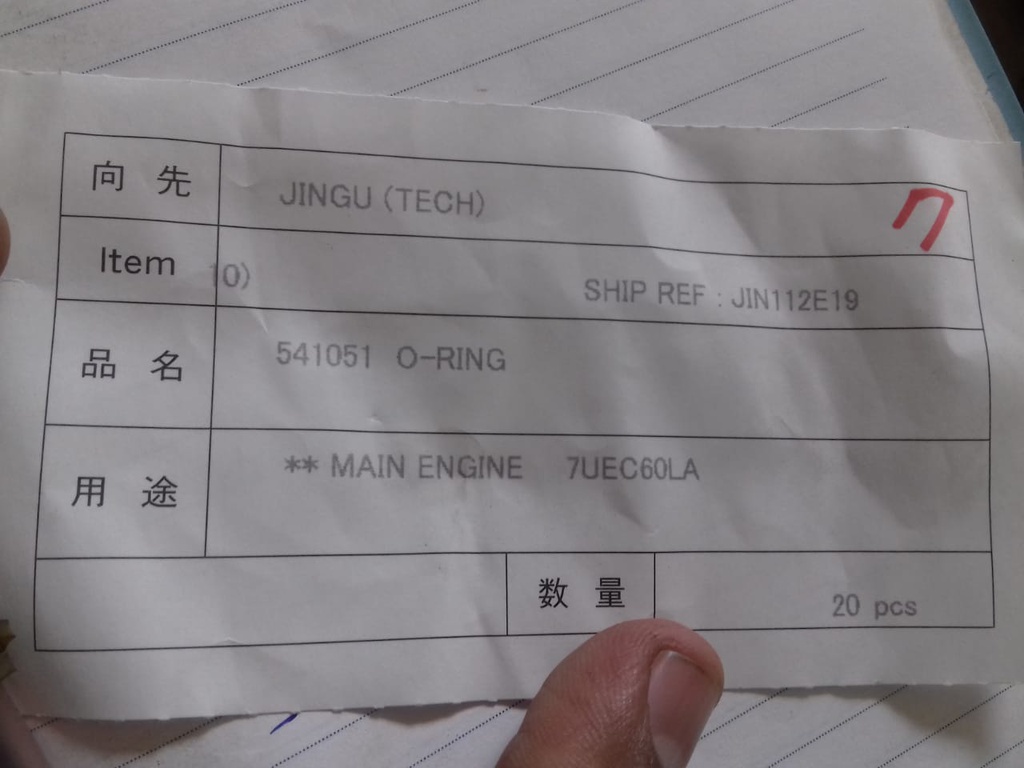 向 先 JINGU (TECH) ク
Item 10) SHIP REF : JIN112E19
品 名 541051 O-RING
用 途 ** MAIN ENGINE 7UEC60LA
数 量 20 pcs